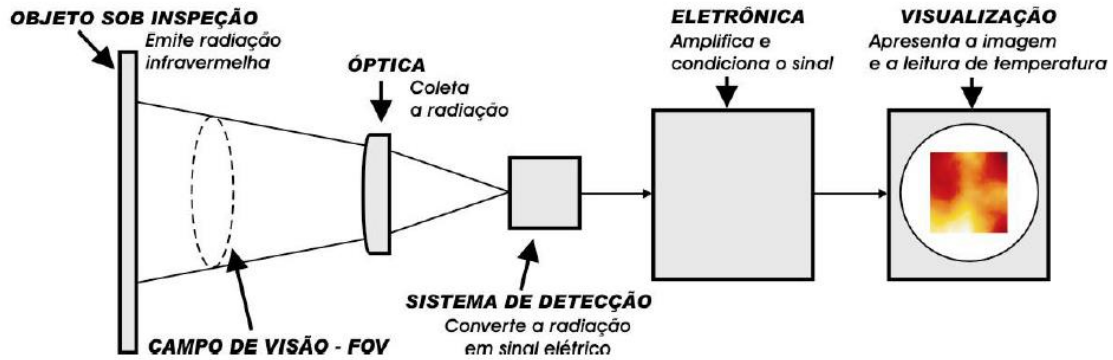 OBJETO SOB INSPEÇÃO
Emite radiação
infravermelha
ÓPTICA
Coleta
a radiação
ELETRÔNICA
Amplifica e
condiciona o sinal
VISUALIZAÇÃO
Apresenta a imagem
e a leitura de temperatura
CAMPO DE VISÃO - FOV
SISTEMA DE DETECÇÃO
Converte a radiação
em sinal elétrico